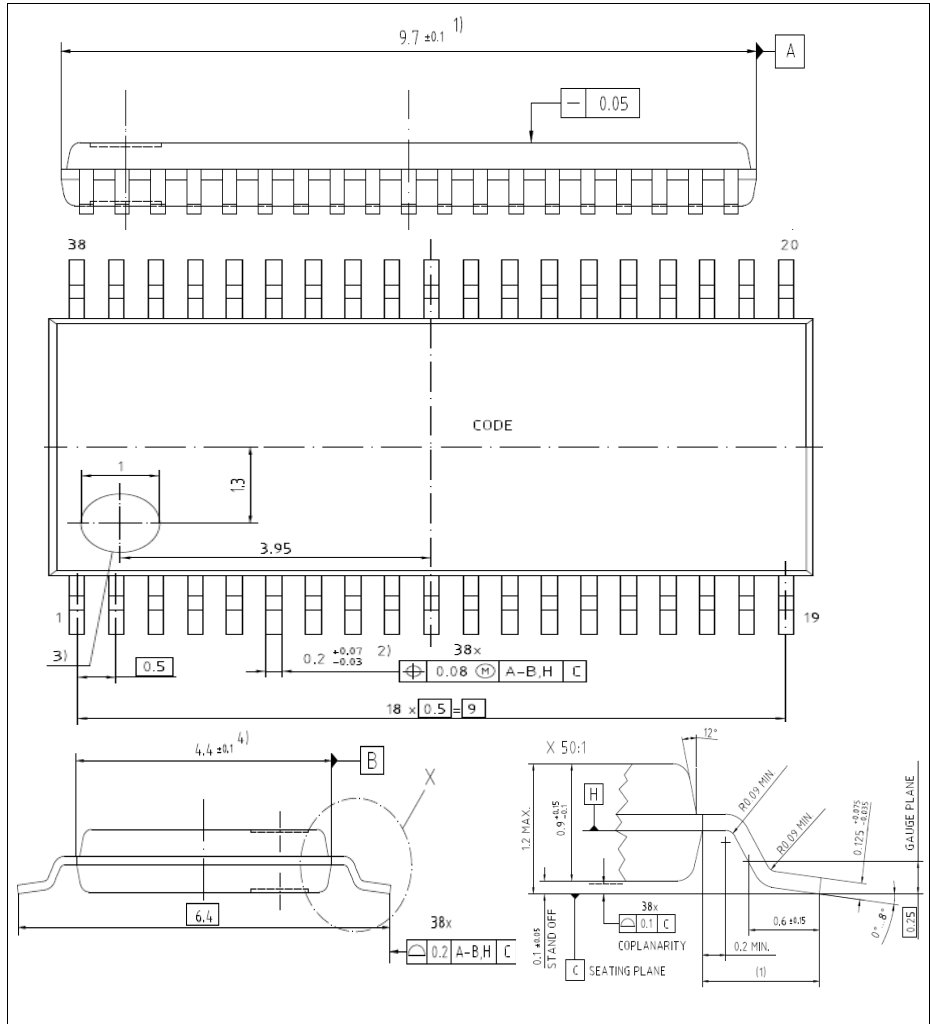 9.7 ±0.1 1)
A
— 0.05
38 20
CODE
1
1.3
3.95
1 19
3)
0.5
0.2 +0.07 -0.03 2)
38x
⌖ 0.08 Ⓜ A-B,H C
18 x 0.5 = 9
4.4 ±0.1 4)
B
X
6.4
38x
⌓ 0.2 A-B,H C
X 50:1
12°
H
1.2 MAX.
0.9 +0.15 -0.1
R0.09 MIN
R0.09 MIN
0.125 +0.075 -0.035
GAUGE PLANE
0.25
0°...8°
0.6 ±0.15
0.2 MIN.
(1)
38x
⌓ 0.1 C
COPLANARITY
0.1 ±0.05
STAND OFF
C SEATING PLANE